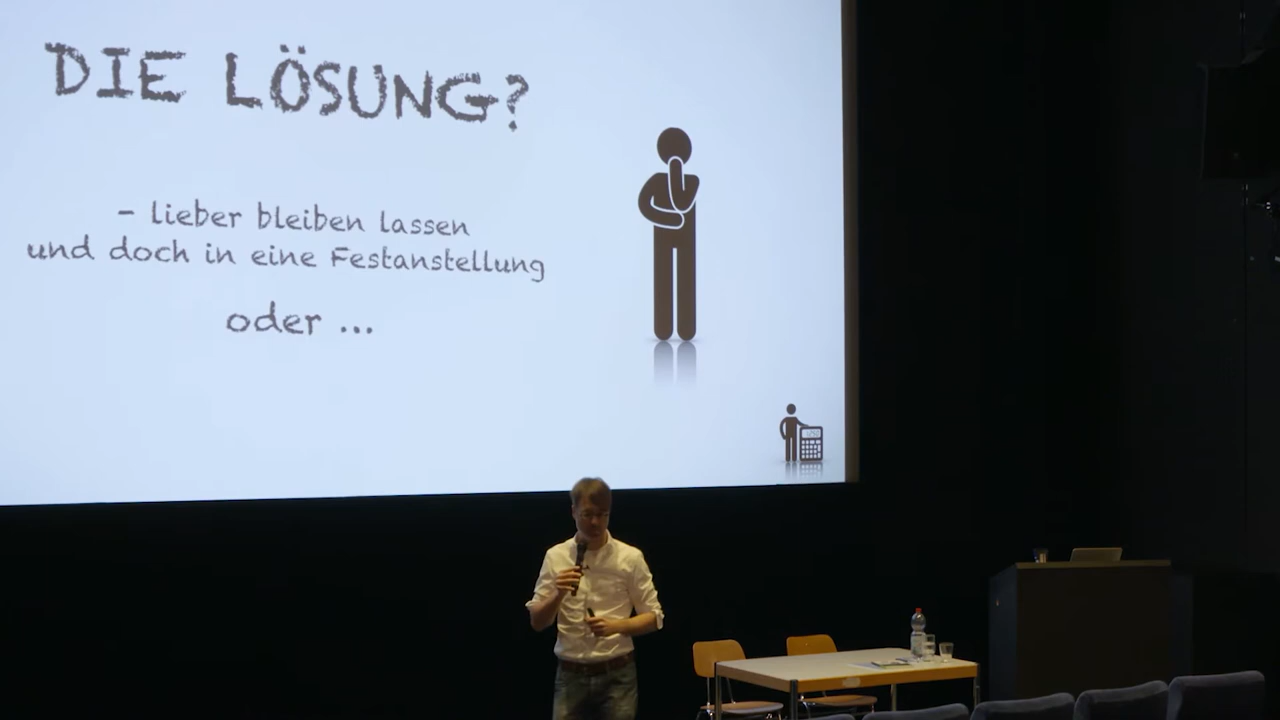 DIE LÖSUNG?
- lieber bleiben lassen
und doch in eine Festanstellung
oder ...